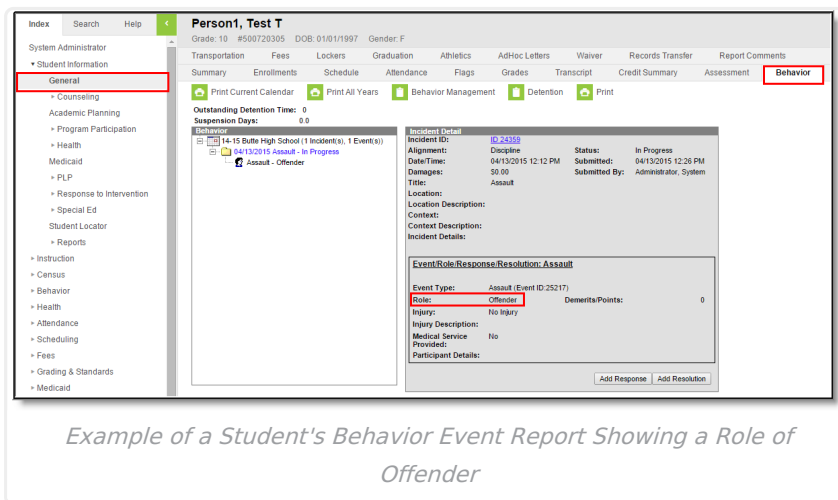 Index Search Help
System Administrator
Student Information
General
Counseling
Academic Planning
Program Participation
Health
Medicaid
PLP
Response to Intervention
Special Ed
Student Locator
Reports
Instruction
Census
Behavior
Health
Attendance
Scheduling
Fees
Grading & Standards
Medicaid
Person1, Test T
Grade: 10 #500720305 DOB: 01/01/1997 Gender: F
Transportation Fees Lockers Graduation Athletics AdHoc Letters Waiver Records Transfer Report Comments
Summary Enrollments Schedule Attendance Flags Grades Transcript Credit Summary Assessment Behavior
Print Current Calendar Print All Years Behavior Management Detention Print
Outstanding Detention Time: 0
Suspension Days: 0.0
Behavior
14-15 Butte High School (1 Incident(s), 1 Event(s))
04/13/2015 Assault - In Progress
Assault - Offender
Incident Detail
Incident ID: ID 24359
Alignment: Discipline Status: In Progress
Date/Time: 04/13/2015 12:12 PM Submitted: 04/13/2015 12:26 PM
Damages: $0.00 Submitted By: Administrator, System
Title: Assault
Location:
Location Description:
Context:
Context Description:
Incident Details:
Event/Role/Response/Resolution: Assault
Event Type: Assault (Event ID:25217)
Role: Offender Demerits/Points: 0
Injury: No Injury
Injury Description:
Medical Service No
Provided:
Participant Details:
Add Response Add Resolution
Example of a Student's Behavior Event Report Showing a Role of
Offender